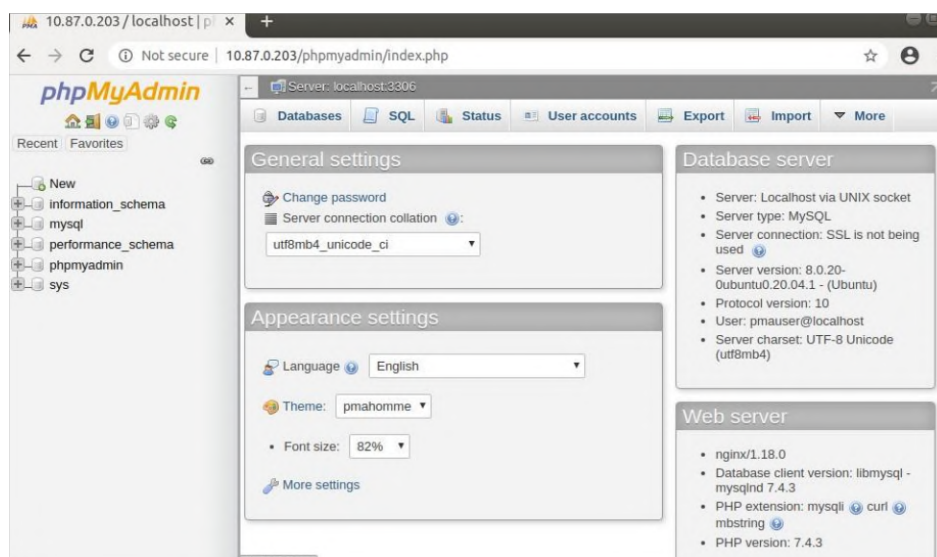 10.87.0.203 / localhost | p
Not secure | 10.87.0.203/phpmyadmin/index.php
phpMyAdmin
Recent Favorites
New
information_schema
mysql
performance_schema
phpmyadmin
sys
Server: localhost:3306
Databases SQL Status User accounts Export Import More
General settings
Change password
Server connection collation :
utf8mb4_unicode_ci
Appearance settings
Language English
Theme: pmahomme
• Font size: 82%
More settings
Database server
• Server: Localhost via UNIX socket
• Server type: MySQL
• Server connection: SSL is not being
used
• Server version: 8.0.20-
0ubuntu0.20.04.1 - (Ubuntu)
• Protocol version: 10
• User: pmauser@localhost
• Server charset: UTF-8 Unicode
(utf8mb4)
Web server
• nginx/1.18.0
• Database client version: libmysql -
mysqlnd 7.4.3
• PHP extension: mysqli curl
mbstring
• PHP version: 7.4.3